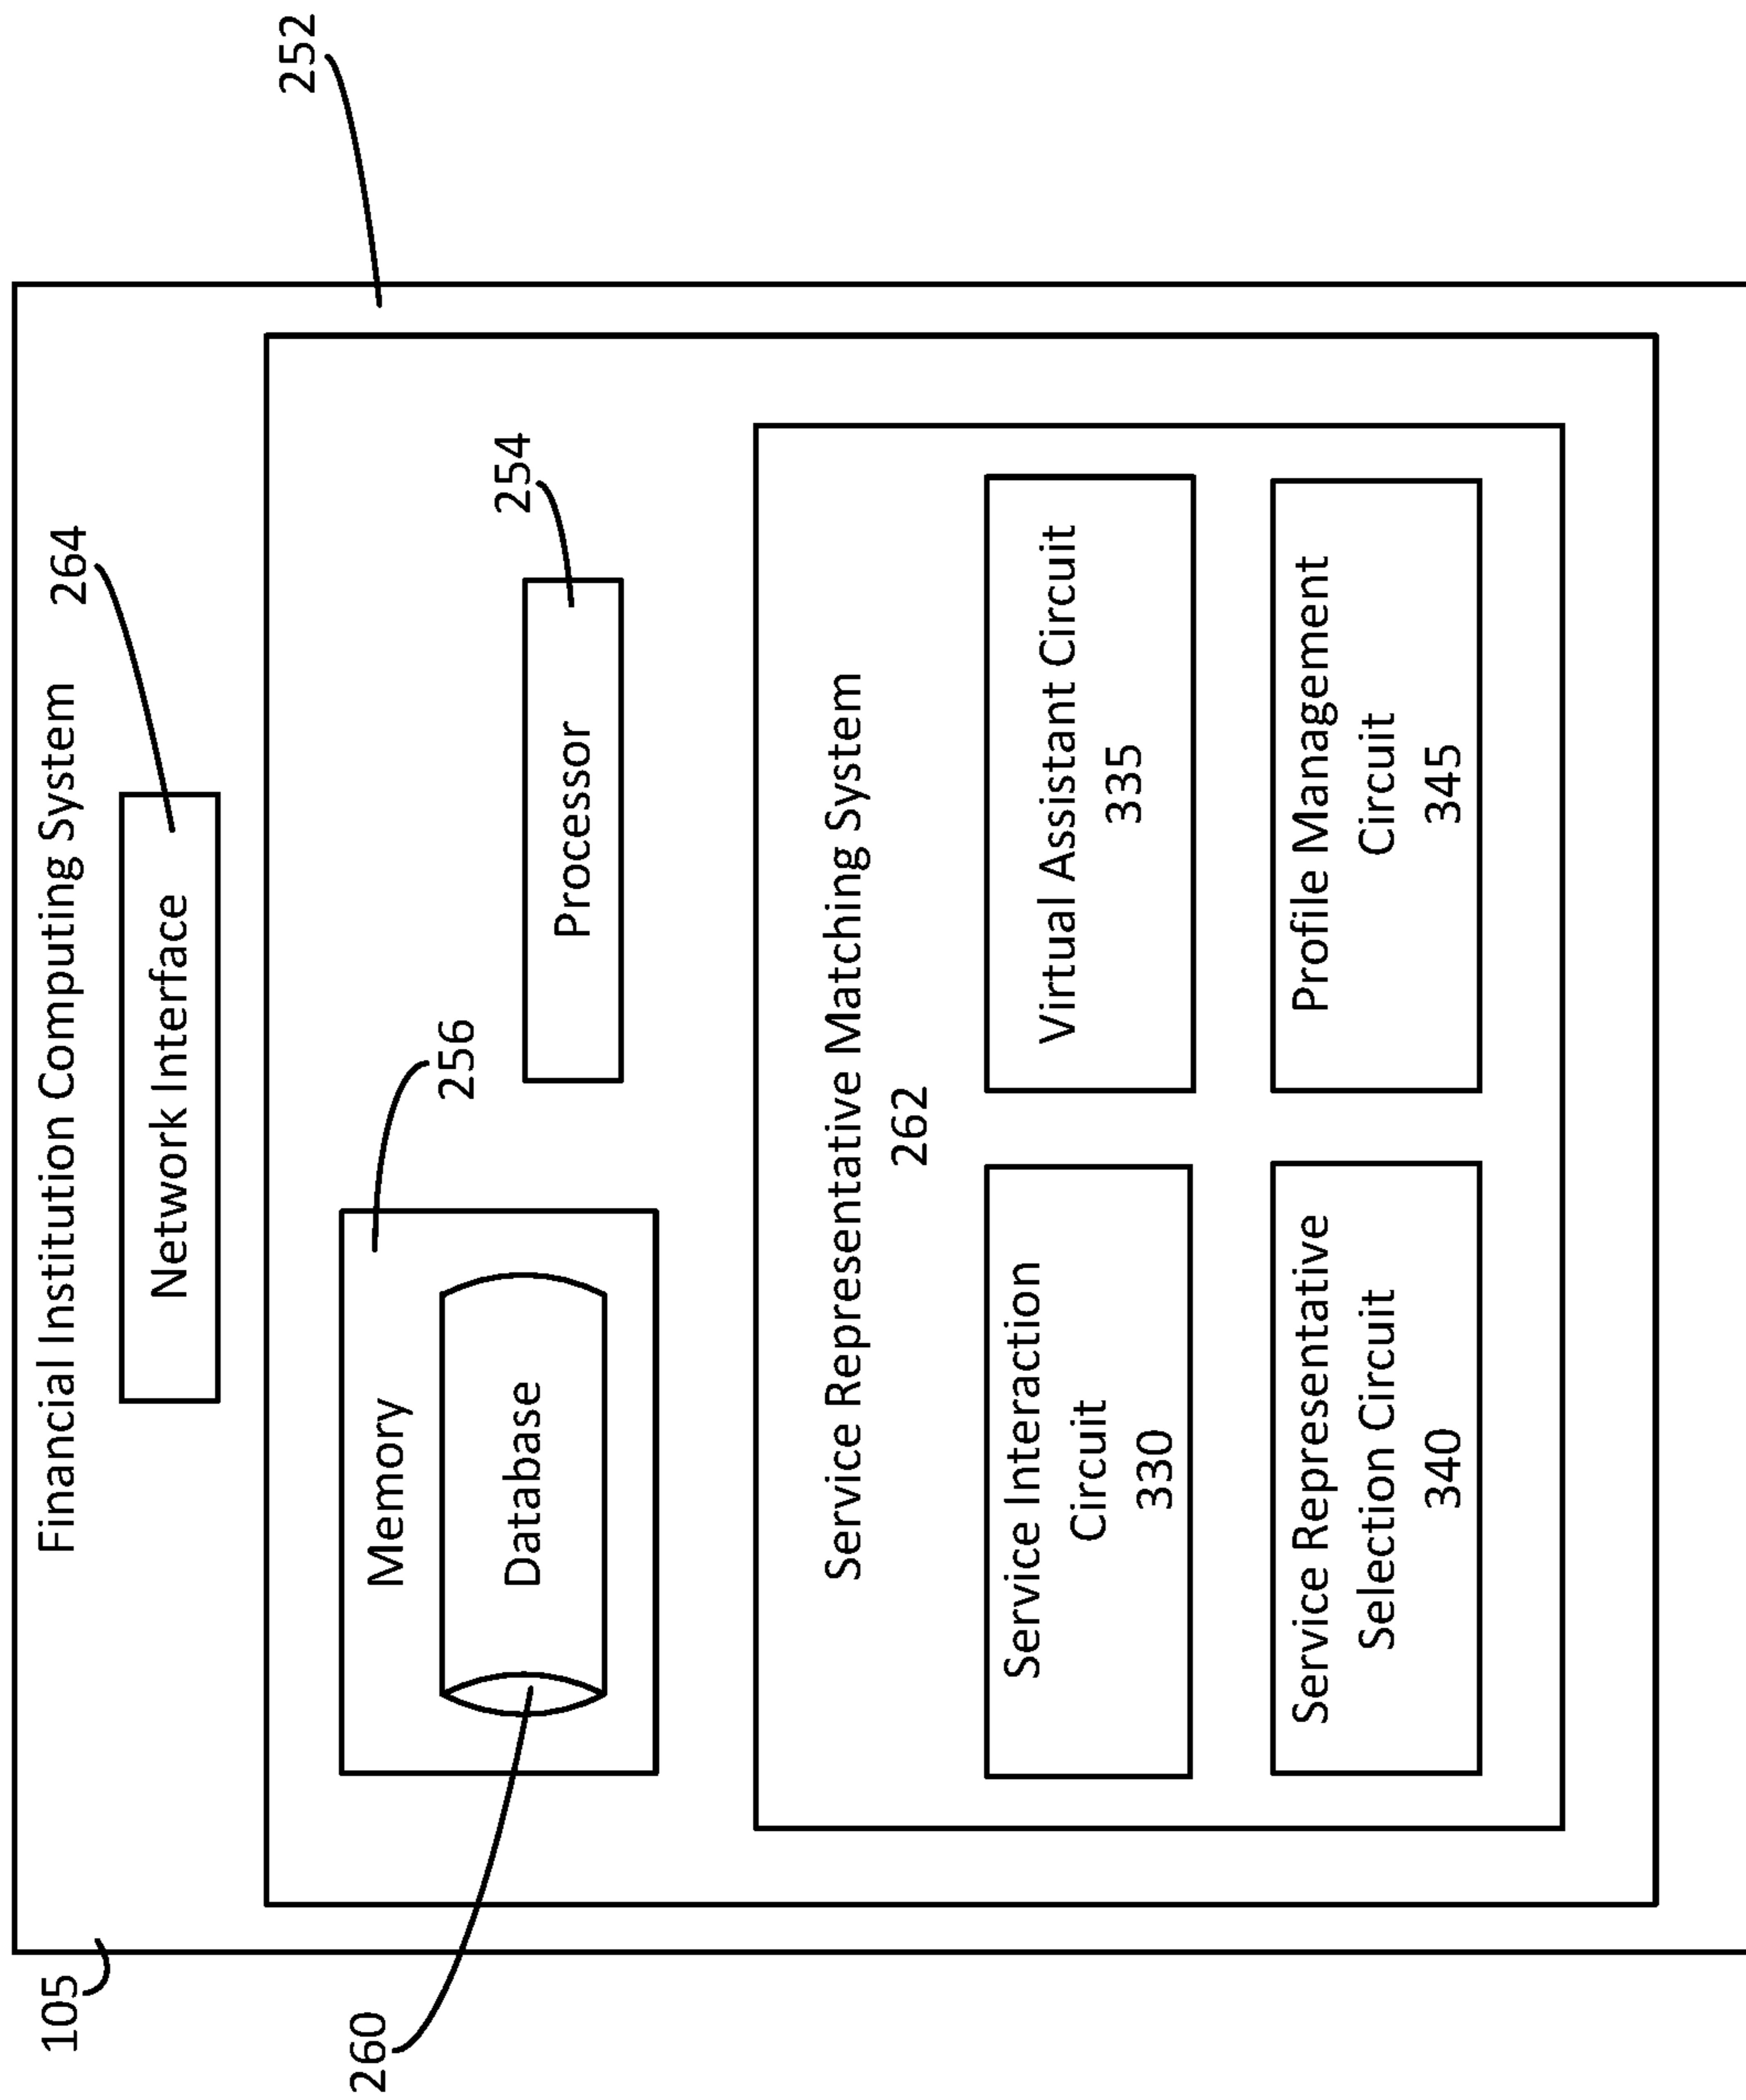 105
Financial Institution Computing System
264
252
Network Interface
Memory
256
Database
260
254
Processor
Service Representative Matching System
262
Service Interaction
Circuit
330
Virtual Assistant Circuit
335
Service Representative
Selection Circuit
340
Profile Management
Circuit
345